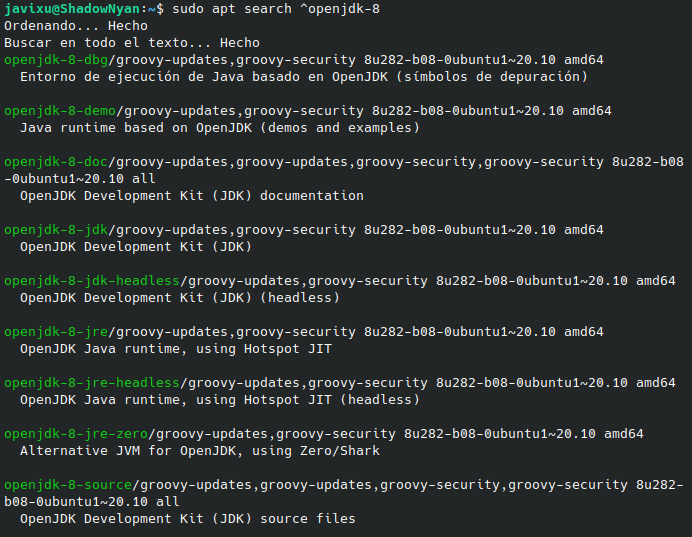 javixu@ShadowNyan:~$ sudo apt search ^openjdk-8
Ordenando... Hecho
Buscar en todo el texto... Hecho
openjdk-8-dbg/groovy-updates,groovy-security 8u282-b08-0ubuntu1~20.10 amd64
  Entorno de ejecución de Java basado en OpenJDK (símbolos de depuración)

openjdk-8-demo/groovy-updates,groovy-security 8u282-b08-0ubuntu1~20.10 amd64
  Java runtime based on OpenJDK (demos and examples)

openjdk-8-doc/groovy-updates,groovy-updates,groovy-security,groovy-security 8u282-b08
-0ubuntu1~20.10 all
  OpenJDK Development Kit (JDK) documentation

openjdk-8-jdk/groovy-updates,groovy-security 8u282-b08-0ubuntu1~20.10 amd64
  OpenJDK Development Kit (JDK)

openjdk-8-jdk-headless/groovy-updates,groovy-security 8u282-b08-0ubuntu1~20.10 amd64
  OpenJDK Development Kit (JDK) (headless)

openjdk-8-jre/groovy-updates,groovy-security 8u282-b08-0ubuntu1~20.10 amd64
  OpenJDK Java runtime, using Hotspot JIT

openjdk-8-jre-headless/groovy-updates,groovy-security 8u282-b08-0ubuntu1~20.10 amd64
  OpenJDK Java runtime, using Hotspot JIT (headless)

openjdk-8-jre-zero/groovy-updates,groovy-security 8u282-b08-0ubuntu1~20.10 amd64
  Alternative JVM for OpenJDK, using Zero/Shark

openjdk-8-source/groovy-updates,groovy-updates,groovy-security,groovy-security 8u282-
b08-0ubuntu1~20.10 all
  OpenJDK Development Kit (JDK) source files